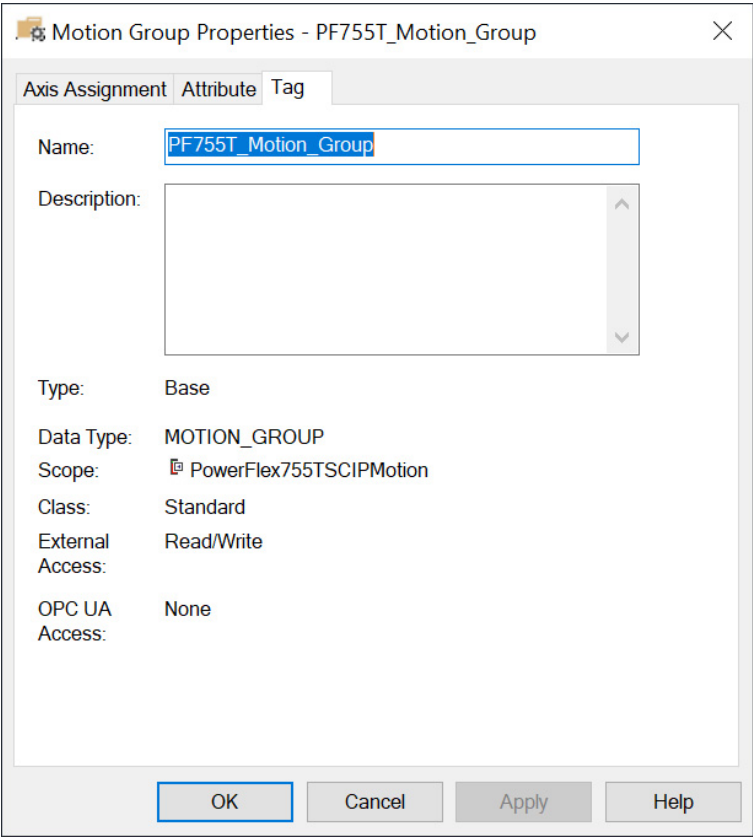 Motion Group Properties - PF755T_Motion_Group
Axis Assignment Attribute Tag
Name: PF755T_Motion_Group
Description:
Type: Base
Data Type: MOTION_GROUP
Scope: PowerFlex755TSCIPMotion
Class: Standard
External Read/Write
Access:
OPC UA None
Access:
OK Cancel Apply Help